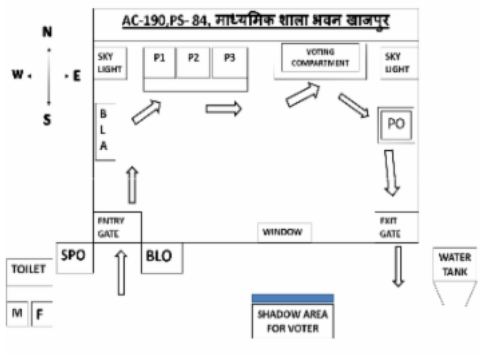 AC-190,PS- 84, माध्यमिक शाला भवन खाजपुर
N
W
E
S
SKY
LIGHT
P1
P2
P3
VOTING
COMPARTMENT
SKY
LIGHT
B
L
A
PO
ENTRY
GATE
WINDOW
EXIT
GATE
SPO
BLO
TOILET
M
F
WATER
TANK
SHADOW AREA
FOR VOTER